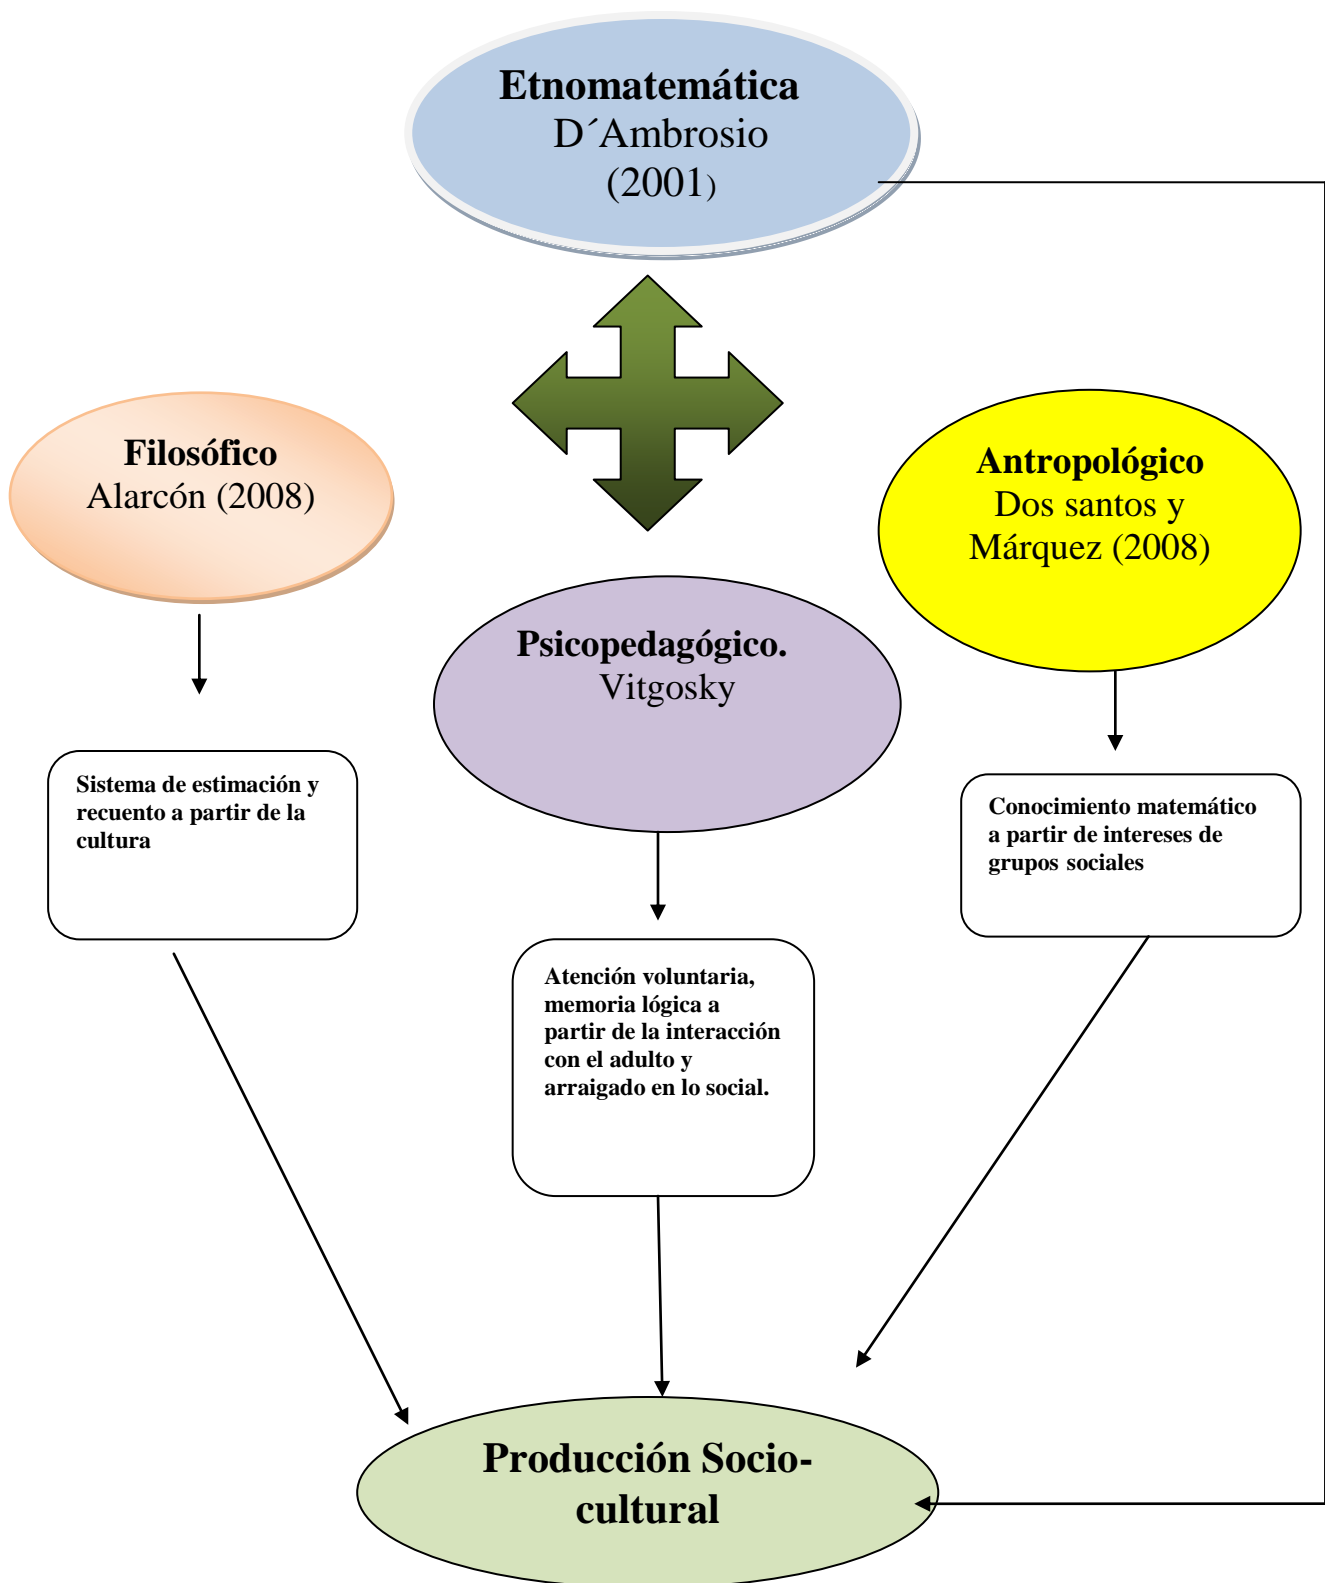 Etnomatemática
D´Ambrosio
(2001)
Filosófico
Alarcón (2008)
Antropológico
Dos santos y
Márquez (2008)
Psicopedagógico.
Vitgosky
Sistema de estimación y
recuento a partir de la
cultura
Conocimiento matemático
a partir de intereses de
grupos sociales
Atención voluntaria,
memoria lógica a
partir de la interacción
con el adulto y
arraigado en lo social.
Producción Socio-
cultural